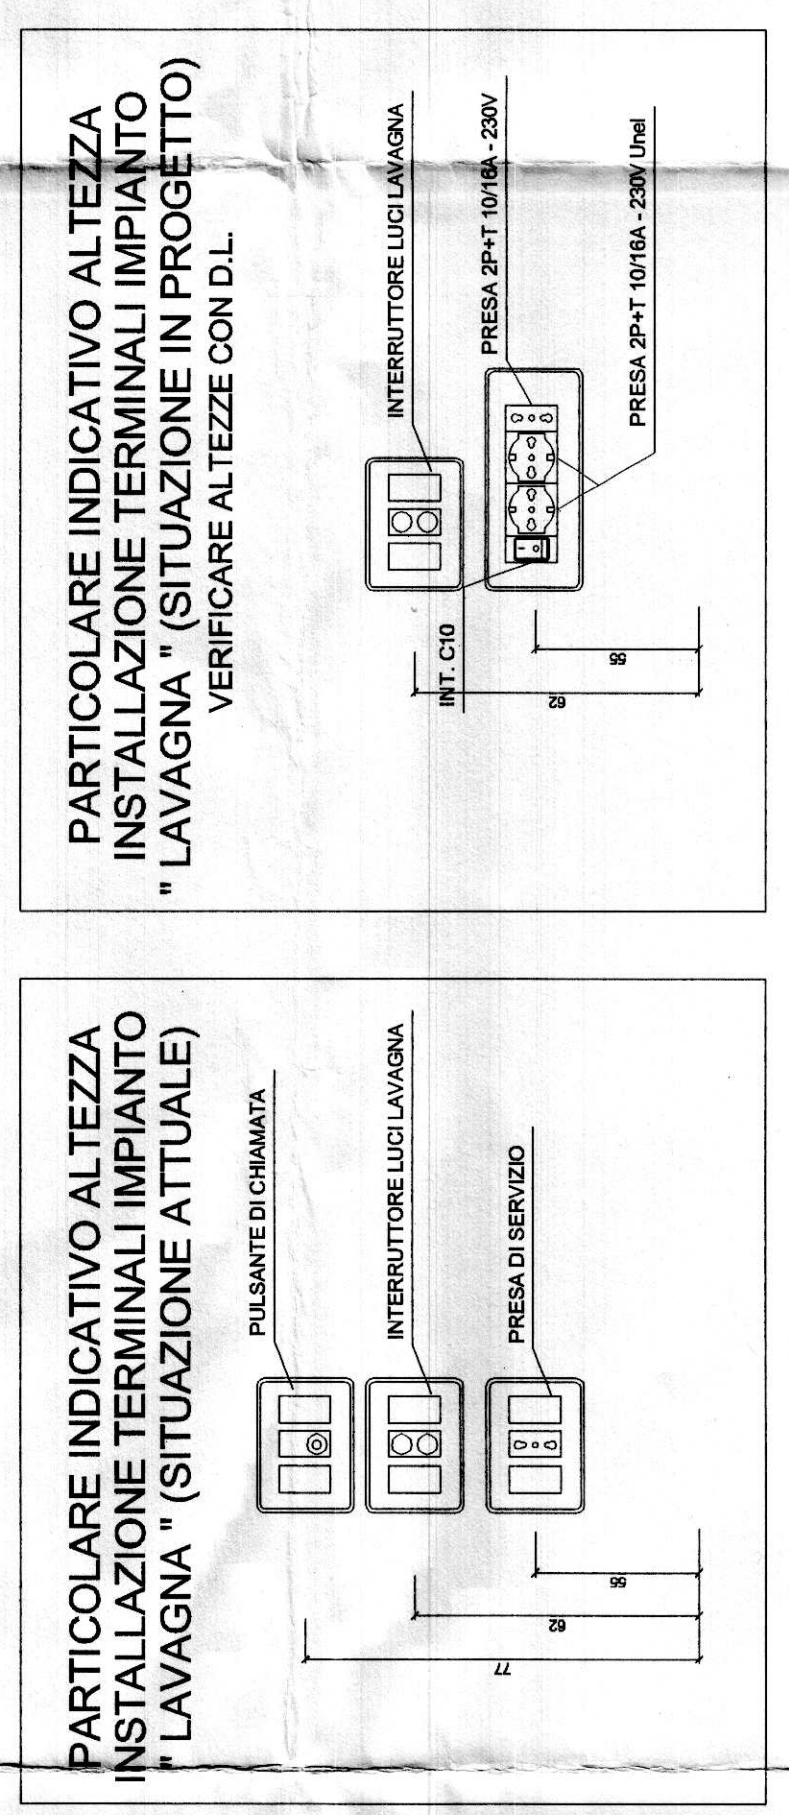 PARTICOLARE INDICATIVO ALTEZZA
INSTALLAZIONE TERMINALI IMPIANTO
" LAVAGNA " (SITUAZIONE ATTUALE)
PULSANTE DI CHIAMATA
INTERRUTTORE LUCI LAVAGNA
PRESA DI SERVIZIO
77
62
55
PARTICOLARE INDICATIVO ALTEZZA
INSTALLAZIONE TERMINALI IMPIANTO
" LAVAGNA " (SITUAZIONE IN PROGETTO)
VERIFICARE ALTEZZE CON D.L.
INTERRUTTORE LUCI LAVAGNA
PRESA 2P+T 10/16A - 230V
INT. C10
PRESA 2P+T 10/16A - 230V Unel
62
55